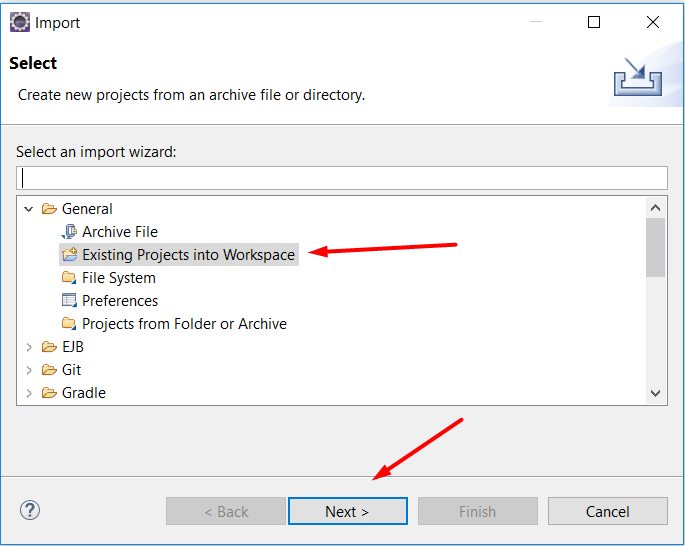 Import
Select
Create new projects from an archive file or directory.
Select an import wizard:
General
Archive File
Existing Projects into Workspace
File System
Preferences
Projects from Folder or Archive
EJB
Git
Gradle
?
< Back Next > Finish Cancel